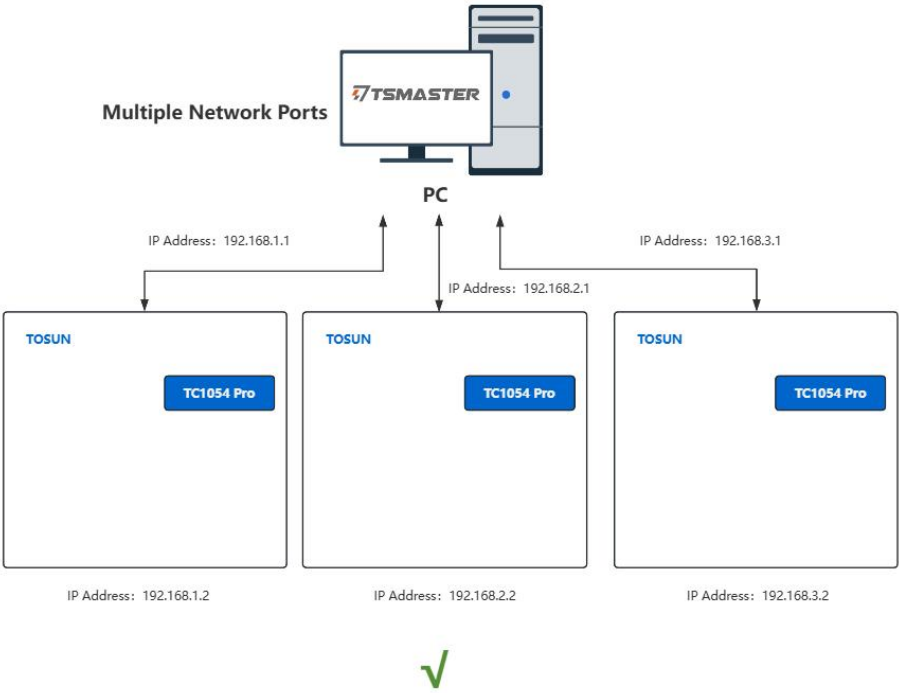 TSMASTER
Multiple Network Ports
PC
IP Address: 192.168.1.1
IP Address: 192.168.3.1
IP Address: 192.168.2.1
TOSUN
TC1054 Pro
TOSUN
TC1054 Pro
TOSUN
TC1054 Pro
IP Address: 192.168.1.2
IP Address: 192.168.2.2
IP Address: 192.168.3.2
√